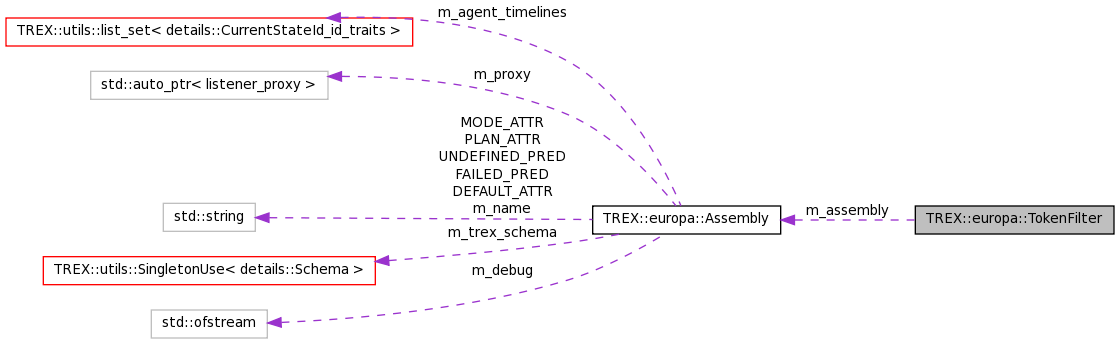 m_agent_timelines
TREX::utils::list_set< details::CurrentStateId_id_traits >
m_proxy
std::auto_ptr< listener_proxy >
MODE_ATTR
PLAN_ATTR
UNDEFINED_PRED
FAILED_PRED
DEFAULT_ATTR
m_name
std::string
TREX::europa::Assembly
m_assembly
TREX::europa::TokenFilter
m_trex_schema
TREX::utils::SingletonUse< details::Schema >
m_debug
std::ofstream